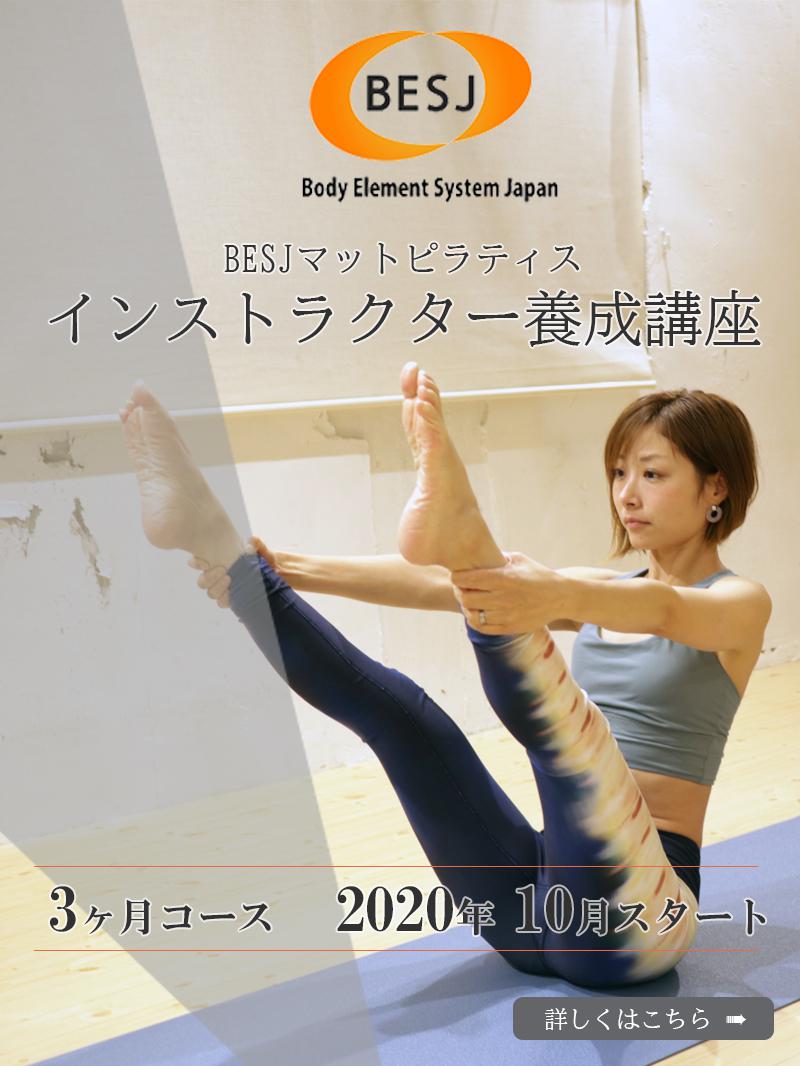 BESJ
Body Element System Japan
BESJマットピラティス
インストラクター養成講座
3ヶ月コース 2020年 10月スタート
詳しくはこちら ➠